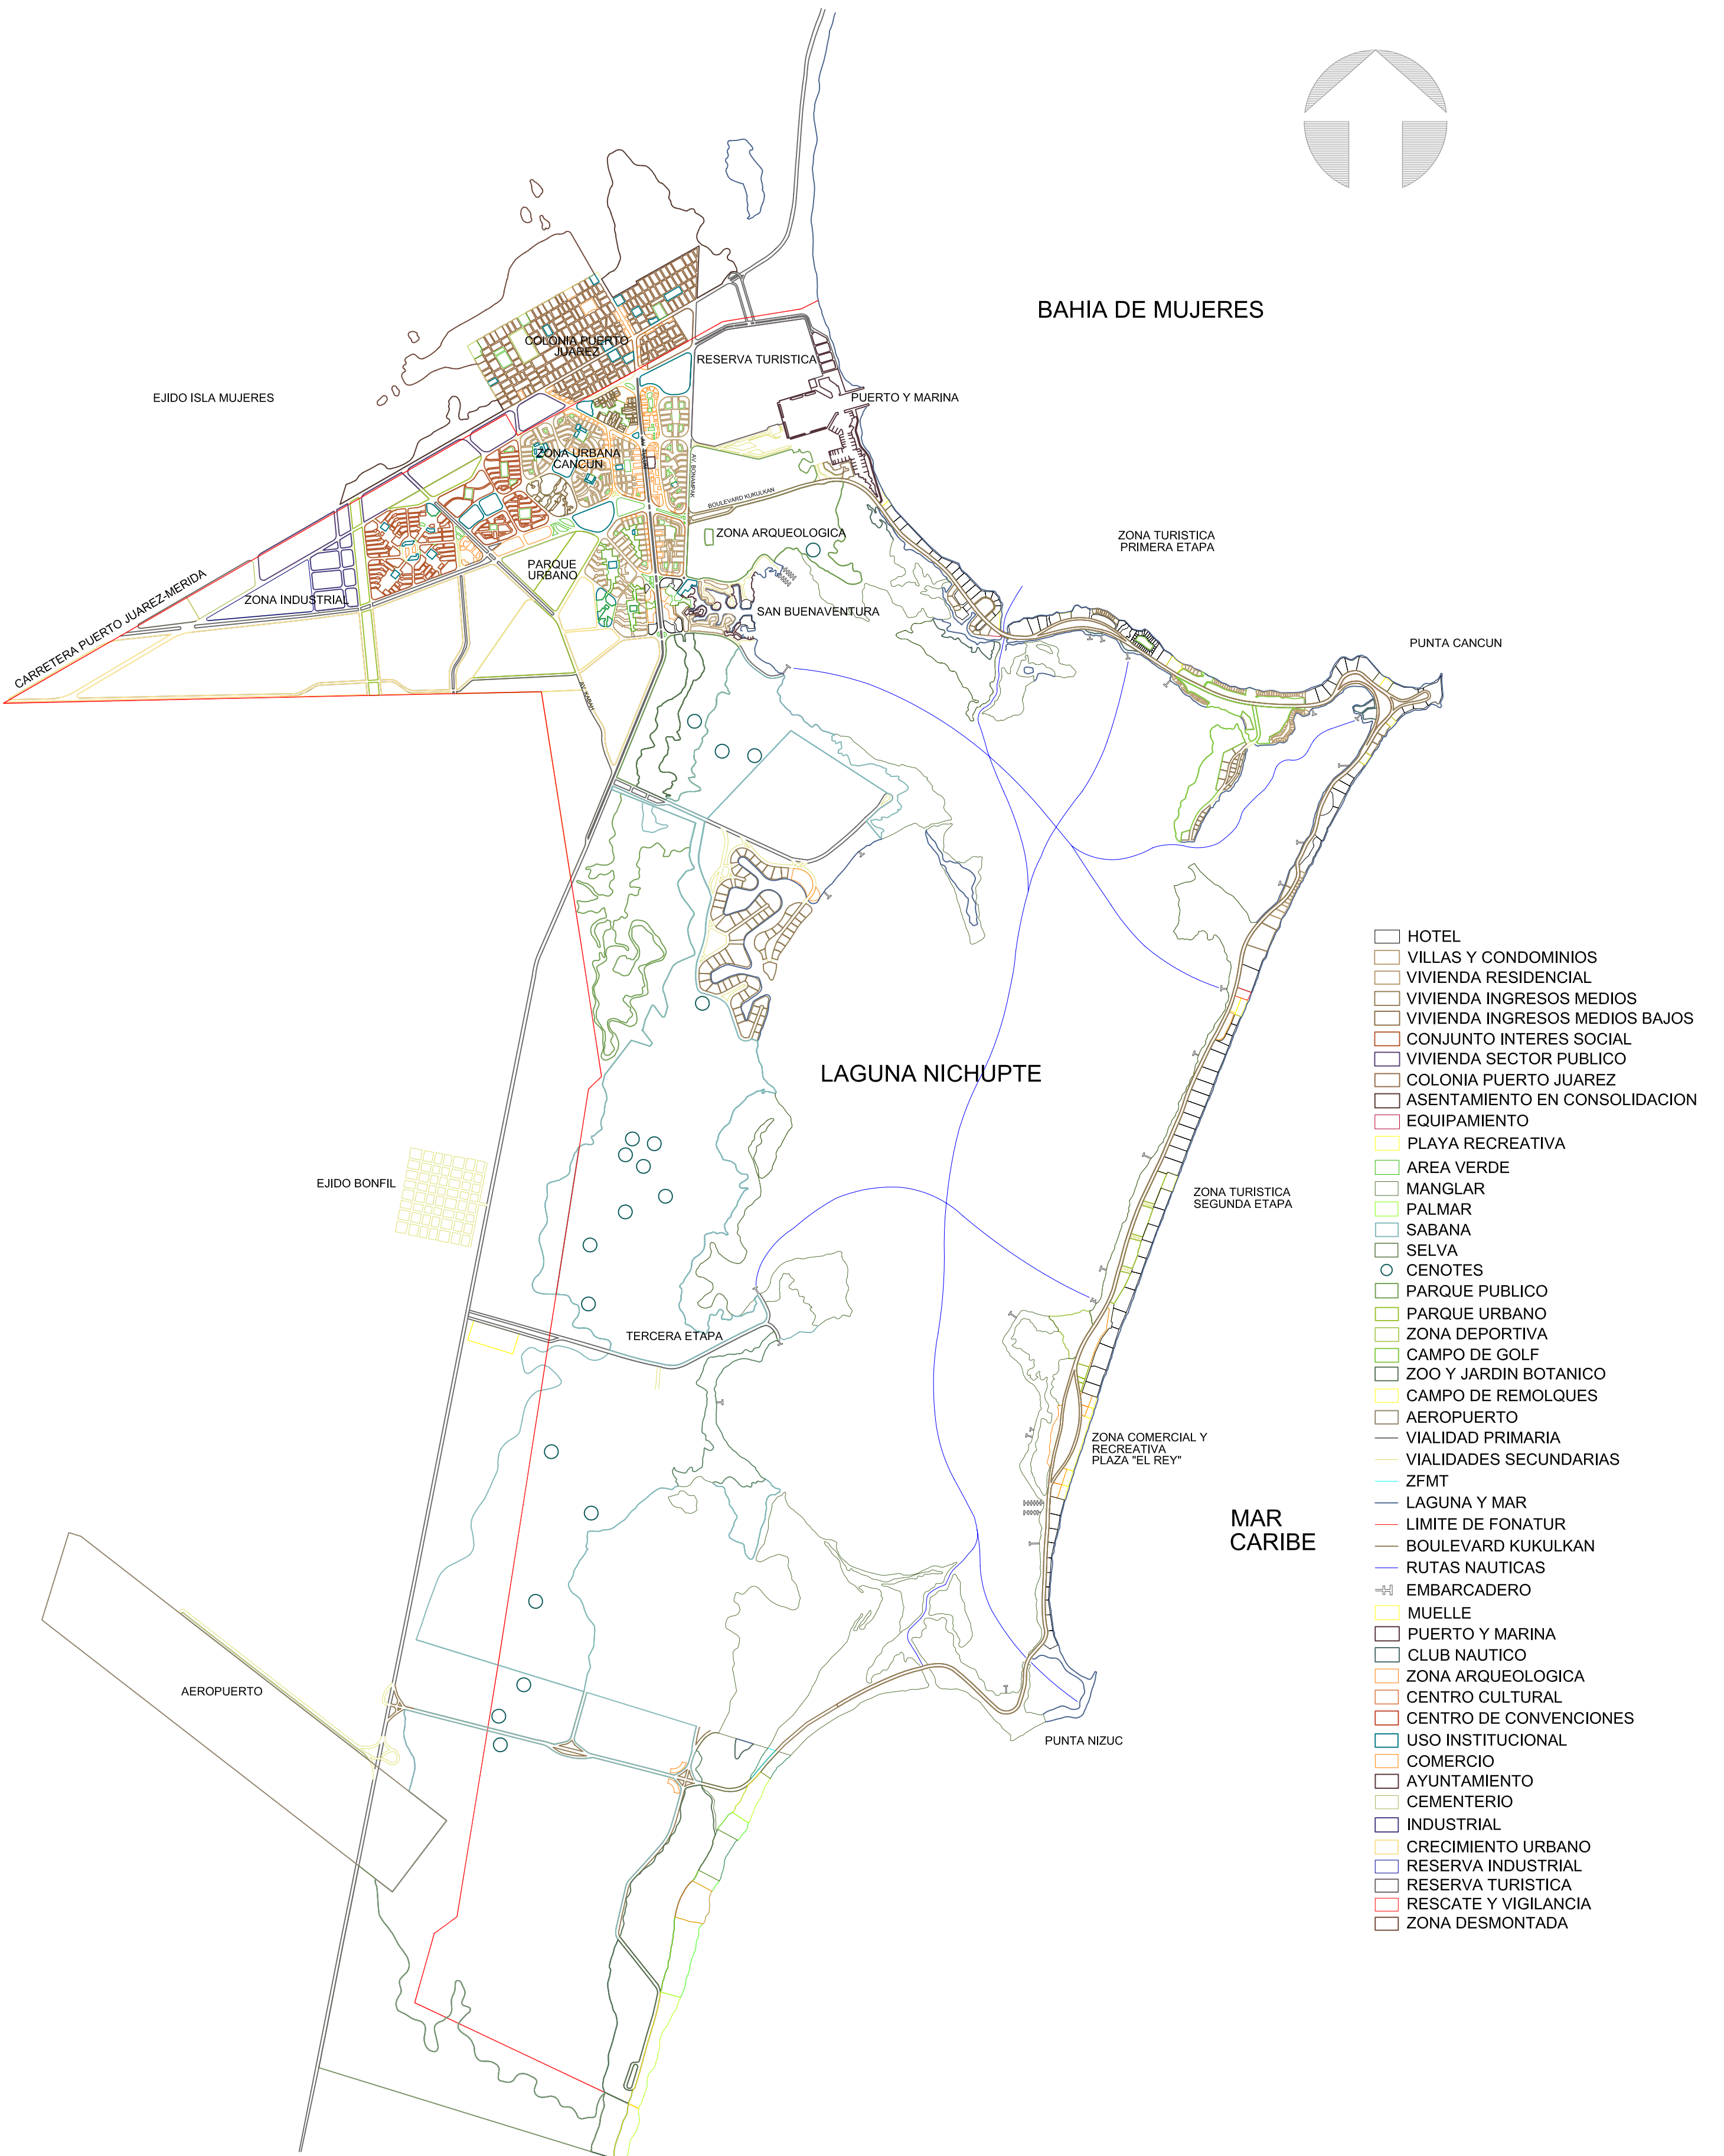 BAHIA DE MUJERES
COLONIA PUERTO
JUAREZ
RESERVA TURISTICA
EJIDO ISLA MUJERES
PUERTO Y MARINA
ZONA URBANA
CANCUN
AV. BONAMPAK
BOULEVARD KUKULKAN
ZONA ARQUEOLOGICA
ZONA TURISTICA
PRIMERA ETAPA
PARQUE
URBANO
CARRETERA PUERTO JUAREZ-MERIDA
ZONA INDUSTRIAL
SAN BUENAVENTURA
PUNTA CANCUN
AV. KABAH
LAGUNA NICHUPTE
EJIDO BONFIL
ZONA TURISTICA
SEGUNDA ETAPA
TERCERA ETAPA
ZONA COMERCIAL Y
RECREATIVA
PLAZA "EL REY"
MAR
CARIBE
AEROPUERTO
PUNTA NIZUC
HOTEL
VILLAS Y CONDOMINIOS
VIVIENDA RESIDENCIAL
VIVIENDA INGRESOS MEDIOS
VIVIENDA INGRESOS MEDIOS BAJOS
CONJUNTO INTERES SOCIAL
VIVIENDA SECTOR PUBLICO
COLONIA PUERTO JUAREZ
ASENTAMIENTO EN CONSOLIDACION
EQUIPAMIENTO
PLAYA RECREATIVA
AREA VERDE
MANGLAR
PALMAR
SABANA
SELVA
CENOTES
PARQUE PUBLICO
PARQUE URBANO
ZONA DEPORTIVA
CAMPO DE GOLF
ZOO Y JARDIN BOTANICO
CAMPO DE REMOLQUES
AEROPUERTO
VIALIDAD PRIMARIA
VIALIDADES SECUNDARIAS
ZFMT
LAGUNA Y MAR
LIMITE DE FONATUR
BOULEVARD KUKULKAN
RUTAS NAUTICAS
EMBARCADERO
MUELLE
PUERTO Y MARINA
CLUB NAUTICO
ZONA ARQUEOLOGICA
CENTRO CULTURAL
CENTRO DE CONVENCIONES
USO INSTITUCIONAL
COMERCIO
AYUNTAMIENTO
CEMENTERIO
INDUSTRIAL
CRECIMIENTO URBANO
RESERVA INDUSTRIAL
RESERVA TURISTICA
RESCATE Y VIGILANCIA
ZONA DESMONTADA